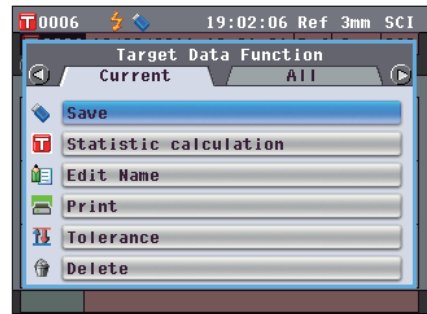 T0006 19:02:06 Ref 3mm SCI
Target Data Function
Current All
Save
T Statistic calculation
Edit Name
Print
Tolerance
Delete